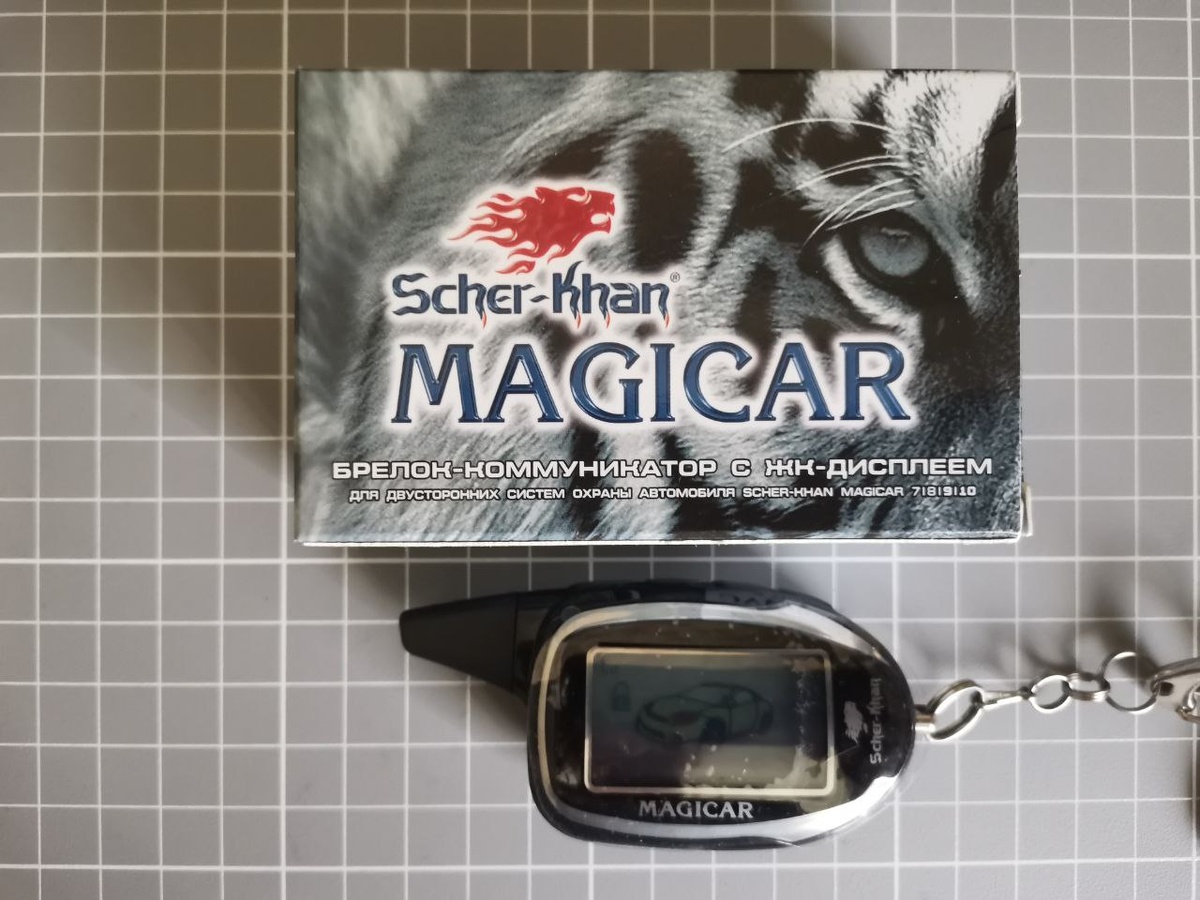 Scher-Khan®
MAGICAR
БРЕЛОК-КОММУНИКАТОР С ЖК-ДИСПЛЕЕМ
ДЛЯ ДВУСТОРОННИХ СИСТЕМ ОХРАНЫ АВТОМОБИЛЯ SCHER-KHAN MAGICAR 7|8|9|10
Scher-Khan
MAGICAR